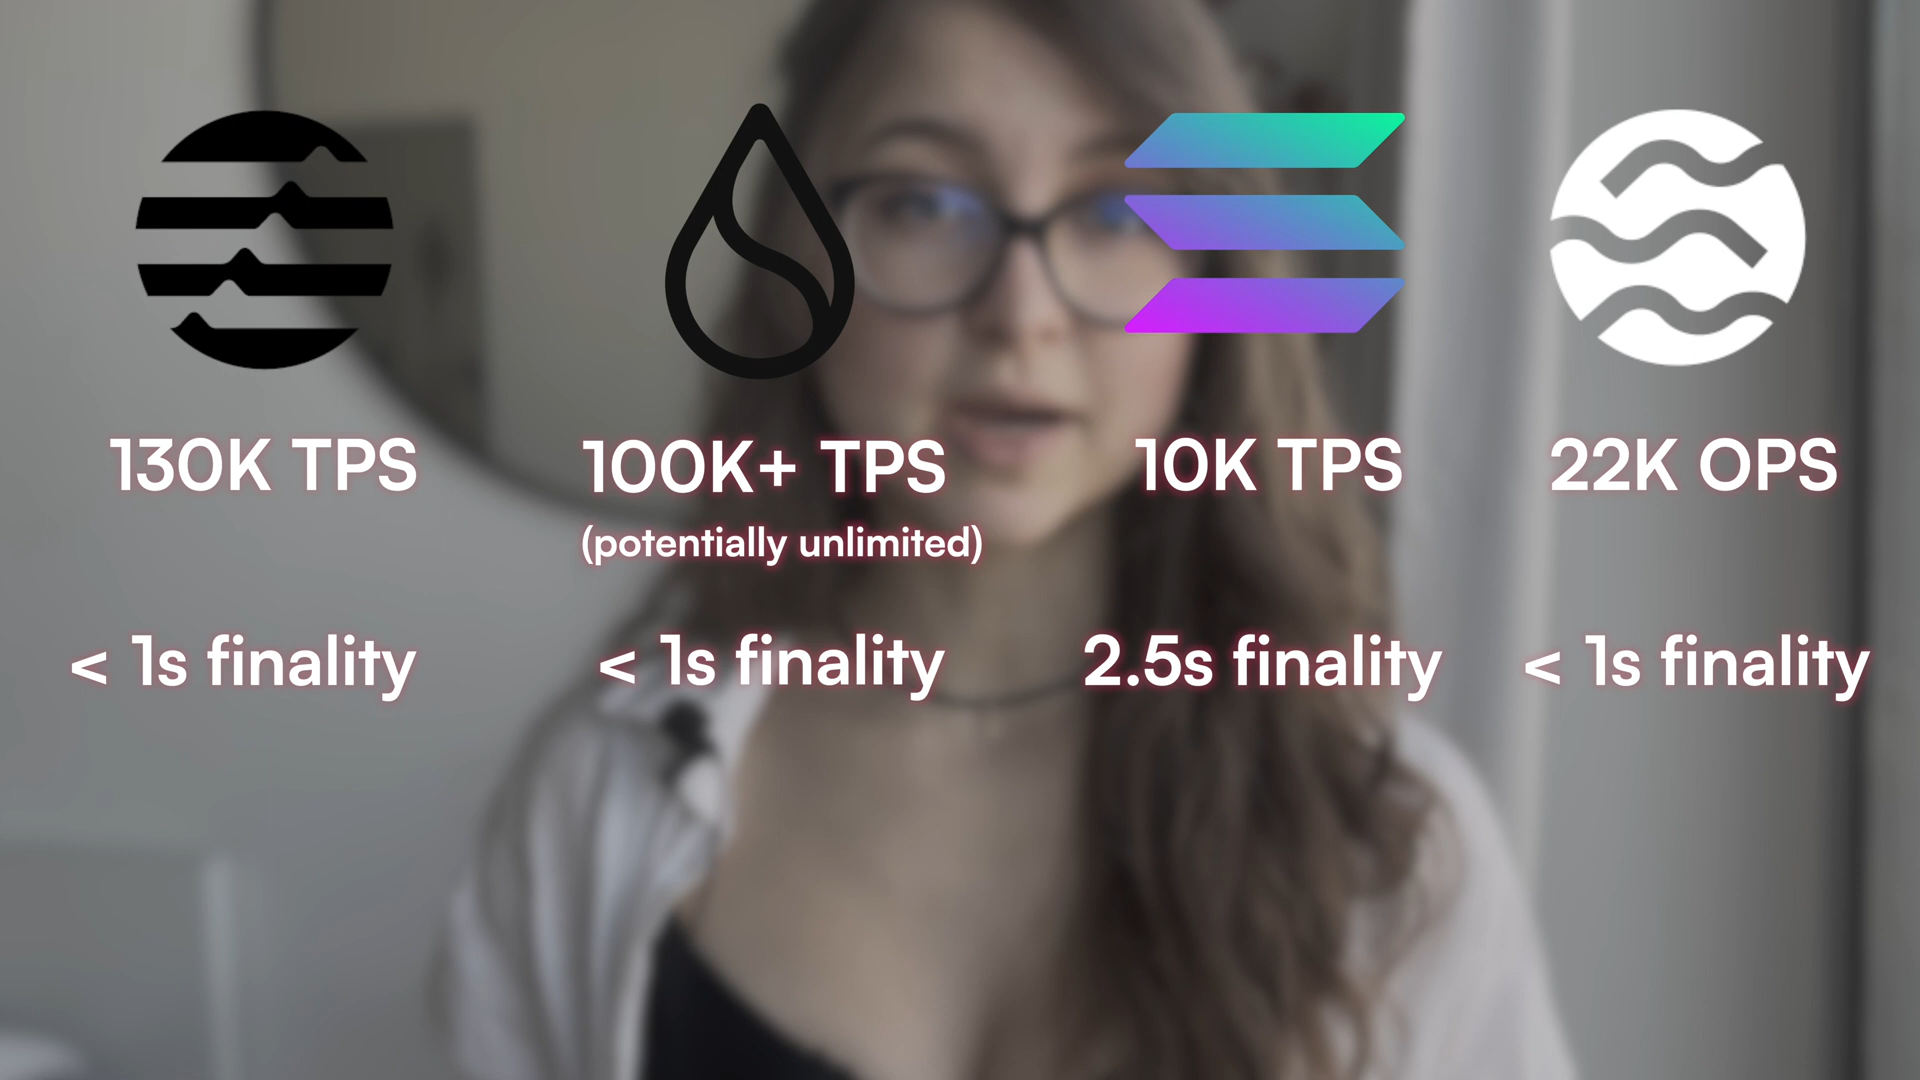 130K TPS
100K+ TPS
(potentially unlimited)
10K TPS
22K OPS
< 1s finality
< 1s finality
2.5s finality
< 1s finality